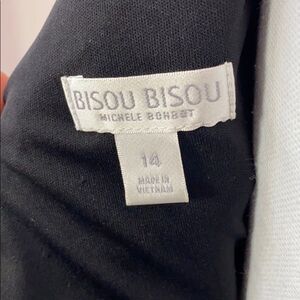 BISOU BISOU
MICHELE BOHBOT
14
MADE IN
VIETNAM